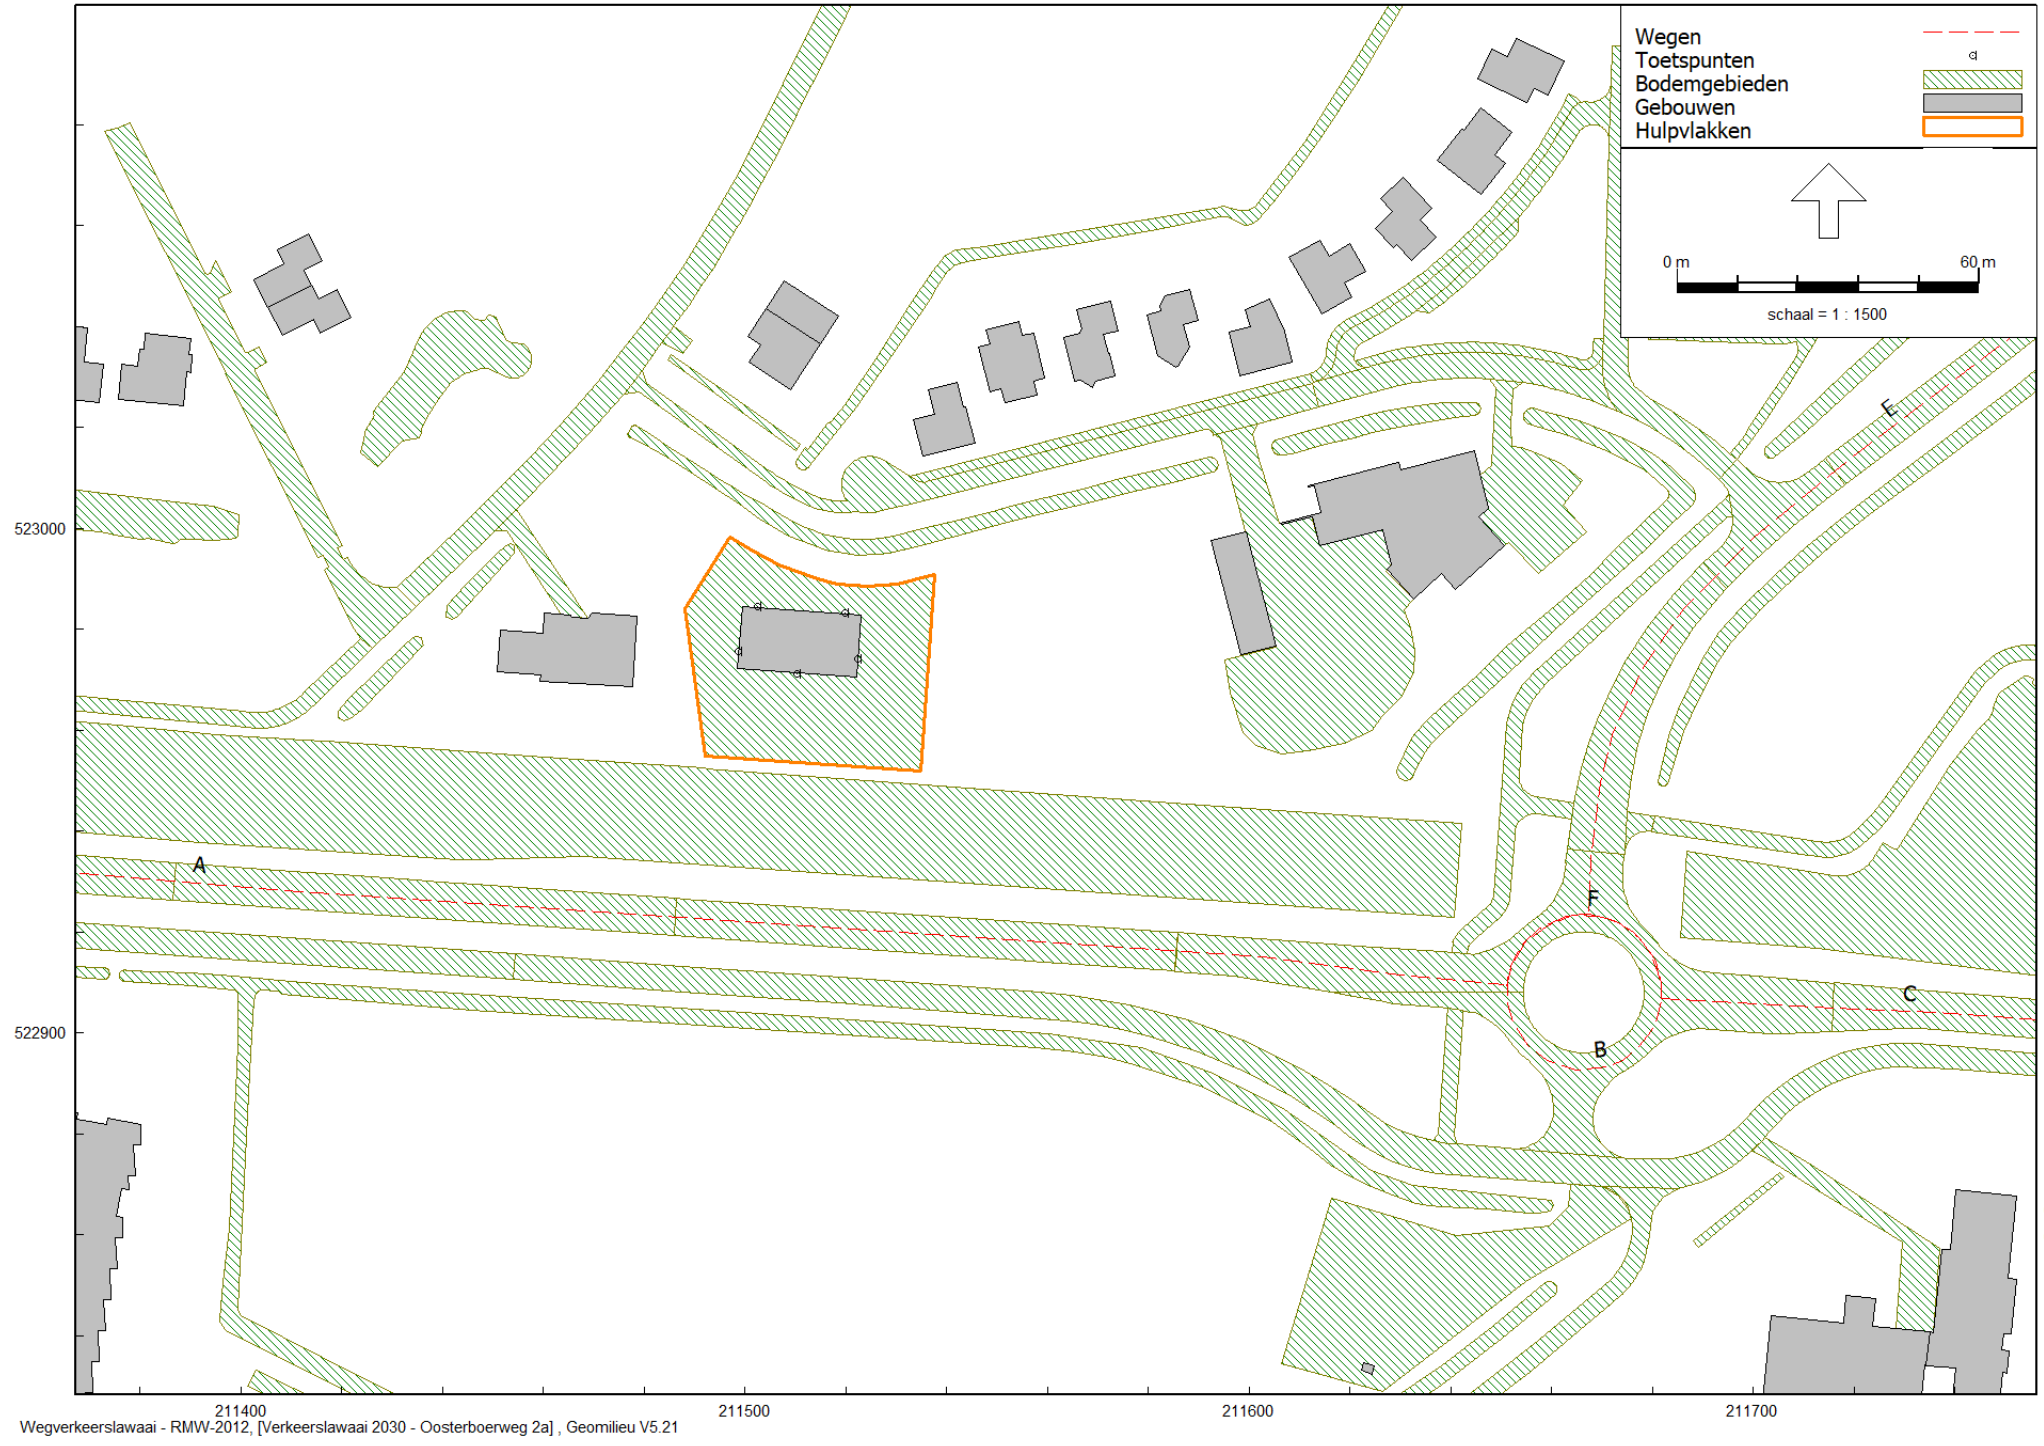 Wegen
Toetspunten
Bodemgebieden
Gebouwen
Hulpvlakken
0 m 60 m
schaal = 1 : 1500
E
523000
A
F
C
B
522900
211400 211500 211600 211700
Wegverkeerslawaai - RMW-2012, [Verkeerslawaai 2030 - Oosterboerweg 2a] , Geomilieu V5.21